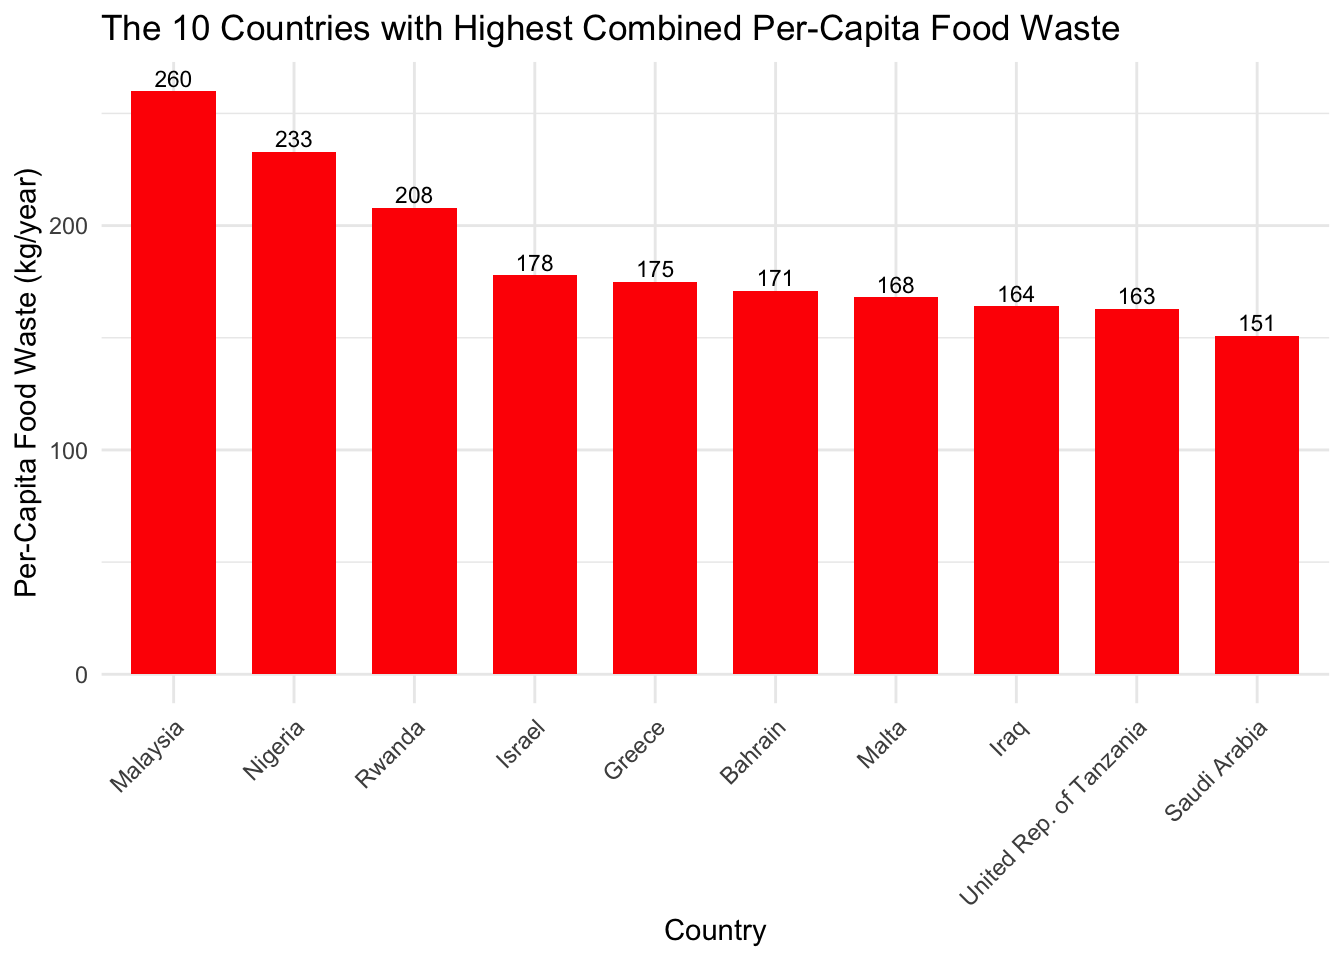 The 10 Countries with Highest Combined Per-Capita Food Waste
Per-Capita Food Waste (kg/year)
200
100
0
260
233
208
178
175
171
168
164
163
151
Malaysia
Nigeria
Rwanda
Israel
Greece
Bahrain
Malta
Iraq
United Rep. of Tanzania
Saudi Arabia
Country